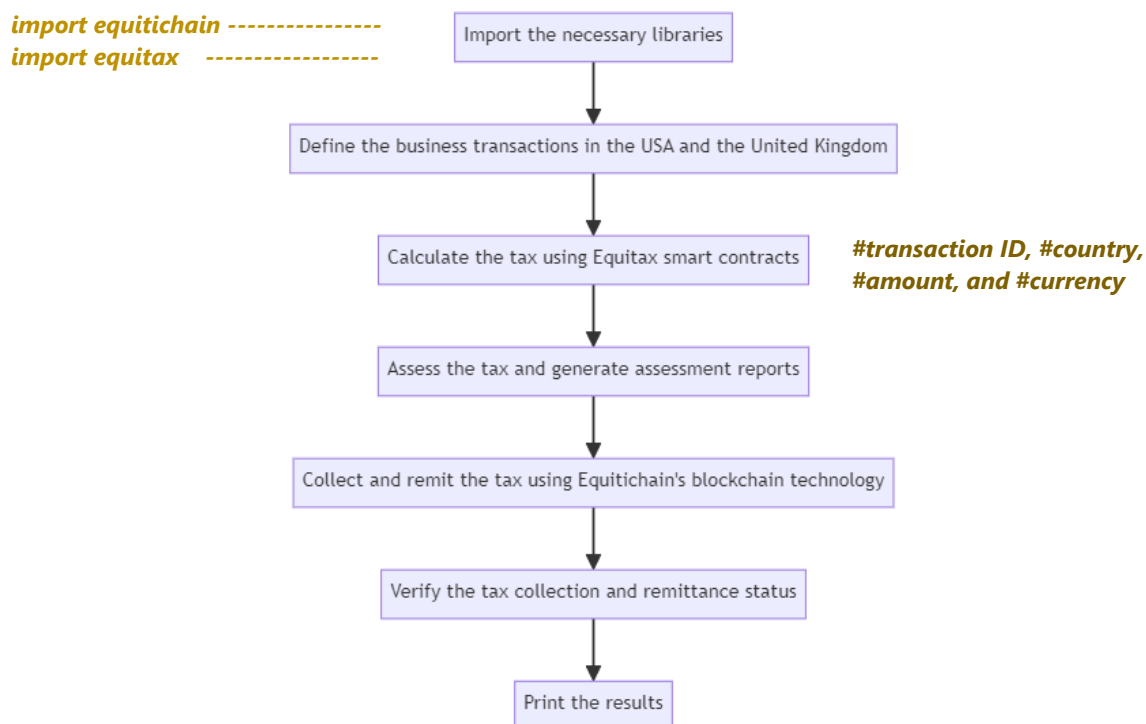 import equitichain ----------------
import equitax ------------------
Import the necessary libraries
Define the business transactions in the USA and the United Kingdom
Calculate the tax using Equitax smart contracts
#transaction ID, #country,
#amount, and #currency
Assess the tax and generate assessment reports
Collect and remit the tax using Equitichain's blockchain technology
Verify the tax collection and remittance status
Print the results